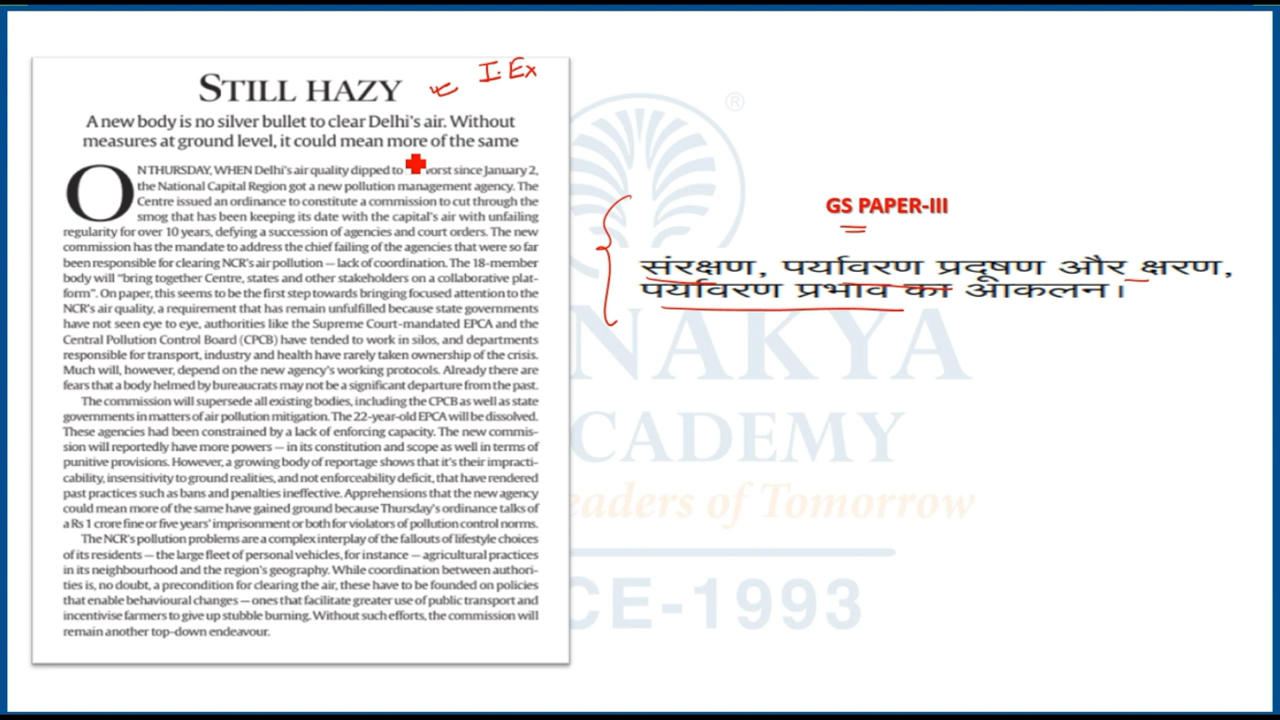 STILL HAZY
I. Ex
A new body is no silver bullet to clear Delhi's air. Without
measures at ground level, it could mean more of the same
ON THURSDAY, WHEN Delhi's air quality dipped to worst since January 2,
the National Capital Region got a new pollution management agency. The
Centre issued an ordinance to constitute a commission to cut through the
smog that has been keeping its date with the capital's air with unfailing
regularity for over 10 years, defying a succession of agencies and court orders. The new
commission has the mandate to address the chief failing of the agencies that were so far
been responsible for clearing NCR's air pollution — lack of coordination. The 18-member
body will "bring together Centre, states and other stakeholders on a collaborative plat-
form". On paper, this seems to be the first step towards bringing focused attention to the
NCR's air quality, a requirement that has remain unfulfilled because state governments
have not seen eye to eye, authorities like the Supreme Court-mandated EPCA and the
Central Pollution Control Board (CPCB) have tended to work in silos, and departments
responsible for transport, industry and health have rarely taken ownership of the crisis.
Much will, however, depend on the new agency's working protocols. Already there are
fears that a body helmed by bureaucrats may not be a significant departure from the past.
The commission will supersede all existing bodies, including the CPCB as well as state
governments in matters of air pollution mitigation. The 22-year-old EPCA will be dissolved.
These agencies had been constrained by a lack of enforcing capacity. The new commis-
sion will reportedly have more powers — in its constitution and scope as well in terms of
punitive provisions. However, a growing body of reportage shows that it's their impracti-
cability, insensitivity to ground realities, and not enforceability deficit, that have rendered
past practices such as bans and penalties ineffective. Apprehensions that the new agency
could mean more of the same have gained ground because Thursday's ordinance talks of
a Rs 1 crore fine or five years' imprisonment or both for violators of pollution control norms.
The NCR's pollution problems are a complex interplay of the fallouts of lifestyle choices
of its residents — the large fleet of personal vehicles, for instance — agricultural practices
in its neighbourhood and the region's geography. While coordination between authori-
ties is, no doubt, a precondition for clearing the air, these have to be founded on policies
that enable behavioural changes — ones that facilitate greater use of public transport and
incentivise farmers to give up stubble burning. Without such efforts, the commission will
remain another top-down endeavour.
GS PAPER-III
संरक्षण, पर्यावरण प्रदूषण और क्षरण,
पर्यावरण प्रभाव का आकलन।
NAKYA
CADEMY
eaders of Tomorrow
CE-1993
®